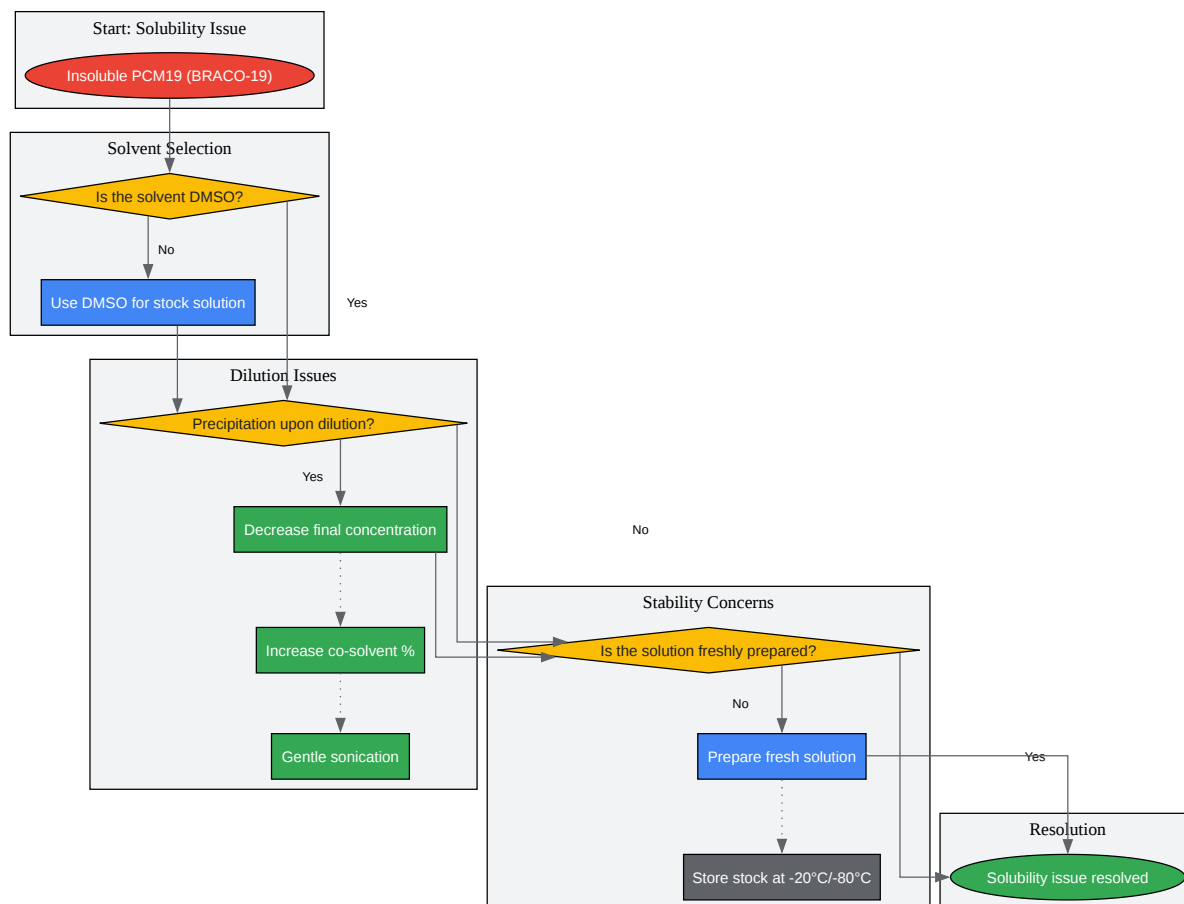 Start: Solubility Issue
Insoluble PCM19 (BRACO-19)
Solvent Selection
Is the solvent DMSO?
No
Use DMSO for stock solution
Yes
Dilution Issues
Precipitation upon dilution?
Yes
Decrease final concentration
No
Stability Concerns
Increase co-solvent %
Is the solution freshly prepared?
No
Gentle sonication
Prepare fresh solution
Yes
Resolution
Store stock at -20°C/-80°C
Solubility issue resolved